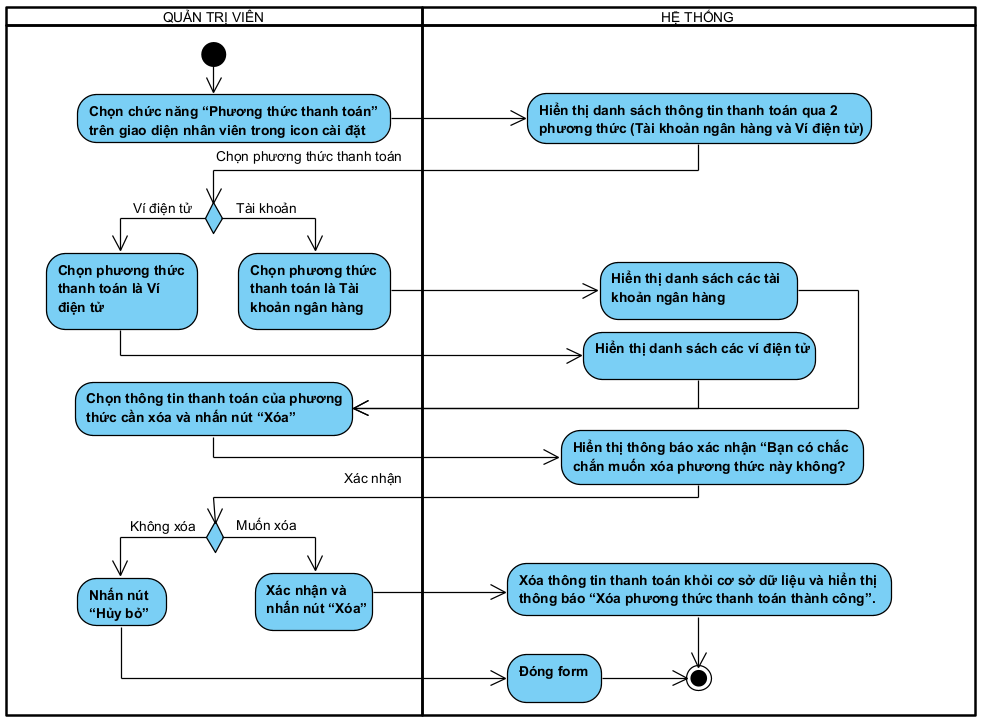 QUẢN TRỊ VIÊN
HỆ THỐNG
Chọn chức năng “Phương thức thanh toán”
trên giao diện nhân viên trong icon cài đặt
Hiển thị danh sách thông tin thanh toán qua 2
phương thức (Tài khoản ngân hàng và Ví điện tử)
Chọn phương thức thanh toán
Ví điện tử
Tài khoản
Chọn phương thức
thanh toán là Ví
điện tử
Chọn phương thức
thanh toán là Tài
khoản ngân hàng
Hiển thị danh sách các tài
khoản ngân hàng
Hiển thị danh sách các ví điện tử
Chọn thông tin thanh toán của phương
thức cần xóa và nhấn nút “Xóa”
Hiển thị thông báo xác nhận “Bạn có chắc
chắn muốn xóa phương thức này không?
Xác nhận
Không xóa
Muốn xóa
Nhấn nút
“Hủy bỏ”
Xác nhận và
nhấn nút “Xóa”
Xóa thông tin thanh toán khỏi cơ sở dữ liệu và hiển thị
thông báo “Xóa phương thức thanh toán thành công”.
Đóng form